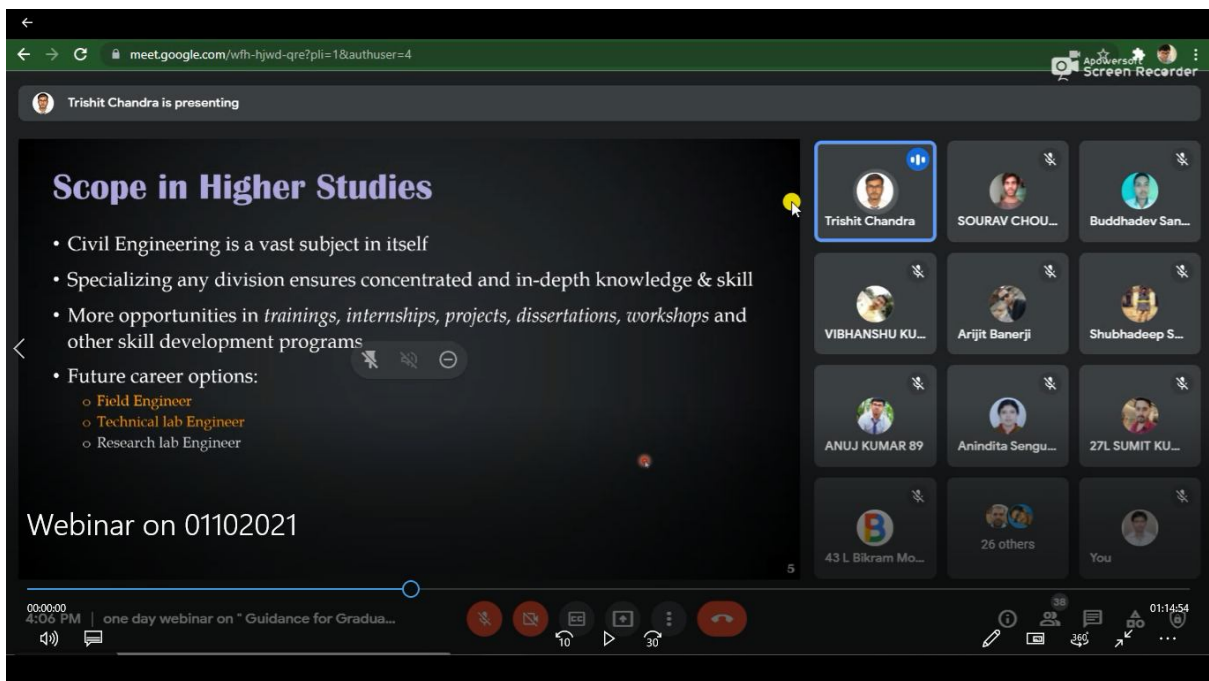 meet.google.com/wfh-hjwd-qre?pli=1&authuser=4
Apowersoft
Screen Recorder
Trishit Chandra is presenting
Scope in Higher Studies
• Civil Engineering is a vast subject in itself
• Specializing any division ensures concentrated and in-depth knowledge & skill
• More opportunities in trainings, internships, projects, dissertations, workshops and
other skill development programs
• Future career options:
o Field Engineer
o Technical lab Engineer
o Research lab Engineer
5
Webinar on 01102021
Trishit Chandra
SOURAV CHOU...
Buddhadev San...
VIBHANSHU KU...
Arijit Banerji
Shubhadeep S...
ANUJ KUMAR 89
Anindita Sengu...
27L SUMIT KU...
B
43 L Bikram Mo...
26 others
You
00:00:00
01:14:54
4:06 PM | one day webinar on " Guidance for Gradua...
CC
38
10
30
360